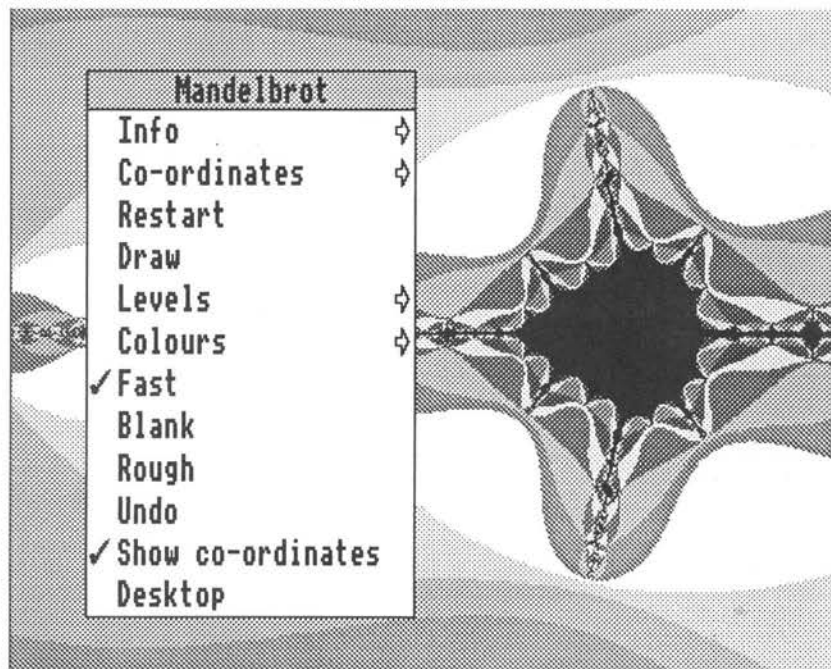 Mandelbrot
Info
Co-ordinates
Restart
Draw
Levels
Colours
Fast
Blank
Rough
Undo
Show co-ordinates
Desktop